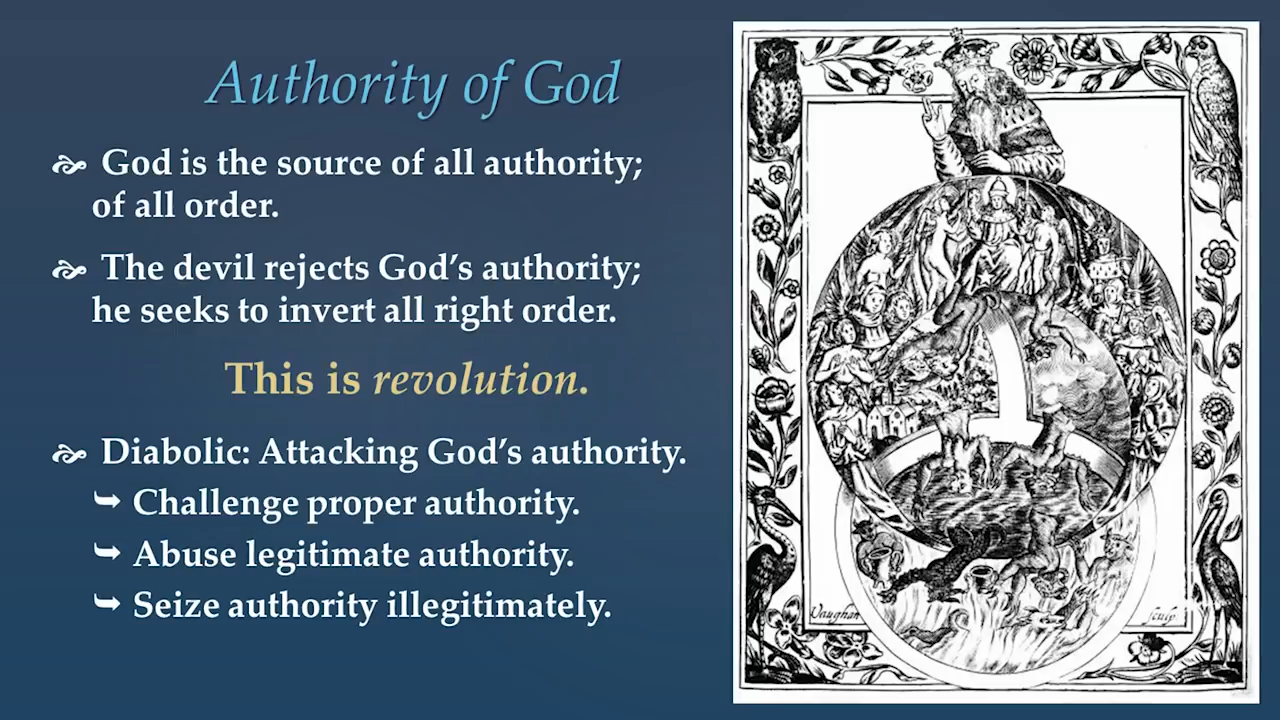 Authority of God
God is the source of all authority;
of all order.
The devil rejects God’s authority;
he seeks to invert all right order.
This is revolution.
Diabolic: Attacking God’s authority.
Challenge proper authority.
Abuse legitimate authority.
Seize authority illegitimately.
Vaughan sculp